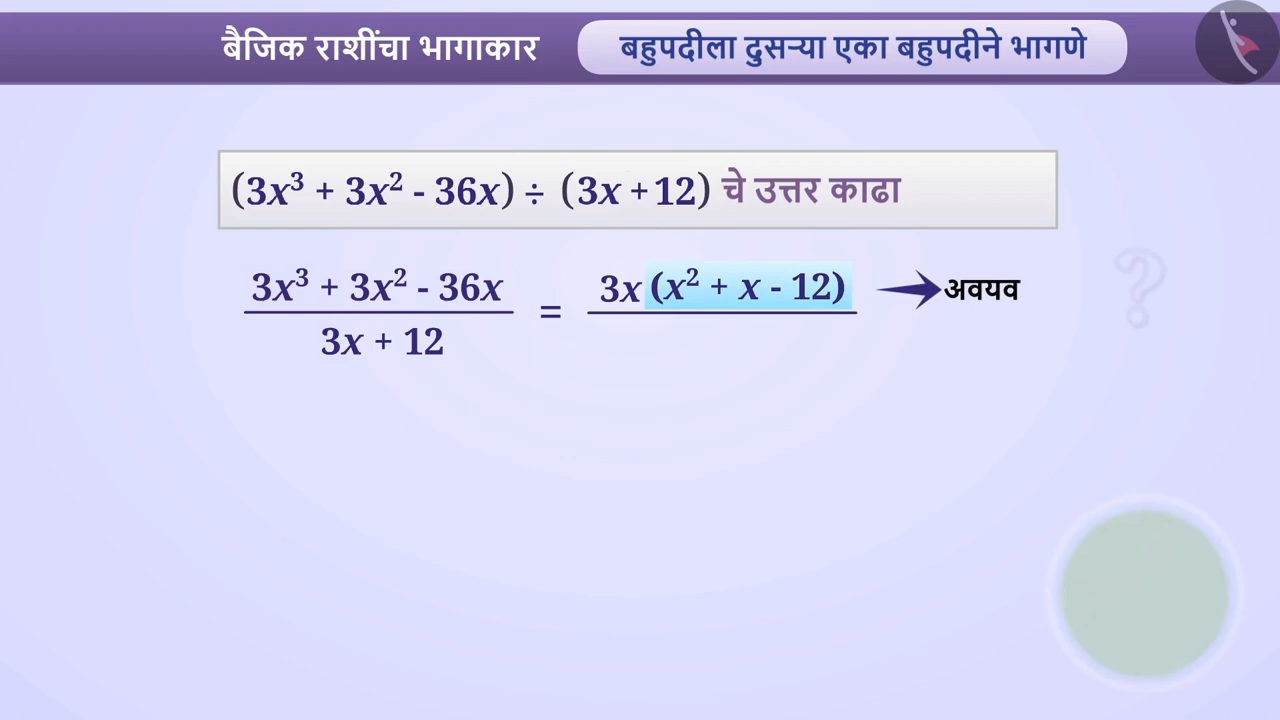 बैजिक राशींचा भागाकार बहुपदीला दुसऱ्या एका बहुपदीने भागणे
(3x³ + 3x² - 36x) ÷ (3x + 12) चे उत्तर काढा
3x³ + 3x² - 36x = 3x (x² + x - 12) → अवयव
3x + 12
?